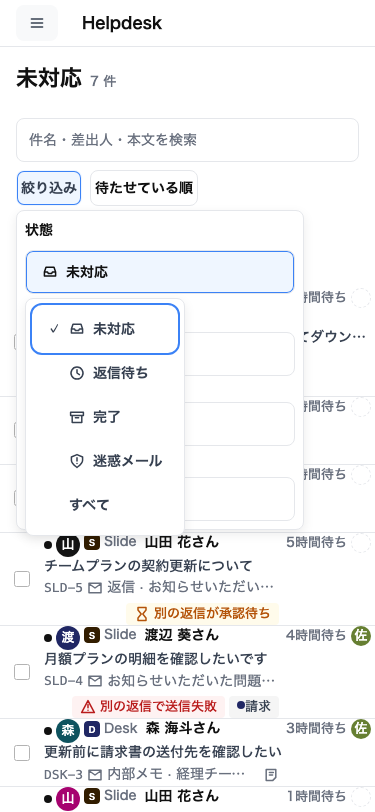 Helpdesk
未対応 7 件
件名・差出人・本文を検索
絞り込み 待たせている順
状態
未対応
時間待ち
✓ 未対応
てダウン…
返信待ち
時間待ち
完了
迷惑メール
時間待ち
すべて
山 S Slide 山田 花さん 5時間待ち
チームプランの契約更新について
SLD-5 返信・お知らせいただい…
別の返信が承認待ち
渡 S Slide 渡辺 葵さん 4時間待ち 佐
月額プランの明細を確認したいです
SLD-4 お知らせいただいた問題…
別の返信で送信失敗 請求
森 D Desk 森 海斗さん 3時間待ち 佐
更新前に請求書の送付先を確認したい
DSK-3 内部メモ・経理チー…
山 S Slide 山田 花さん 1時間待ち